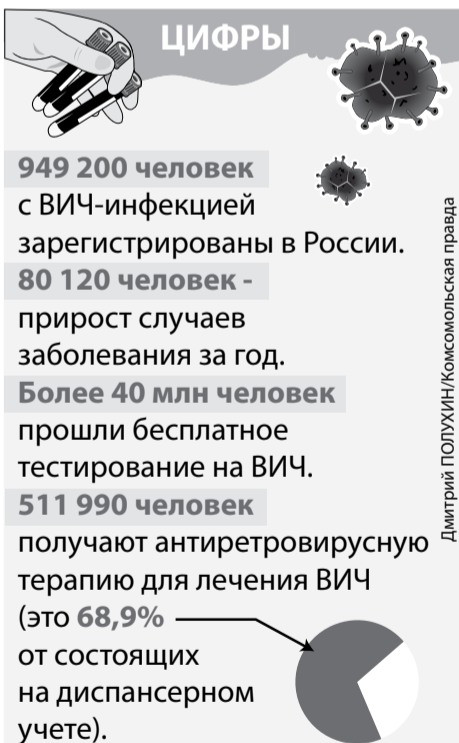 ЦИФРЫ
949 200 человек
с ВИЧ-инфекцией
зарегистрированы в России.
80 120 человек -
прирост случаев
заболевания за год.
Более 40 млн человек
прошли бесплатное
тестирование на ВИЧ.
511 990 человек
получают антиретровирусную
терапию для лечения ВИЧ
(это 68,9%
от состоящих
на диспансерном
учете).
Дмитрий ПОЛУХИН/Комсомольская правда